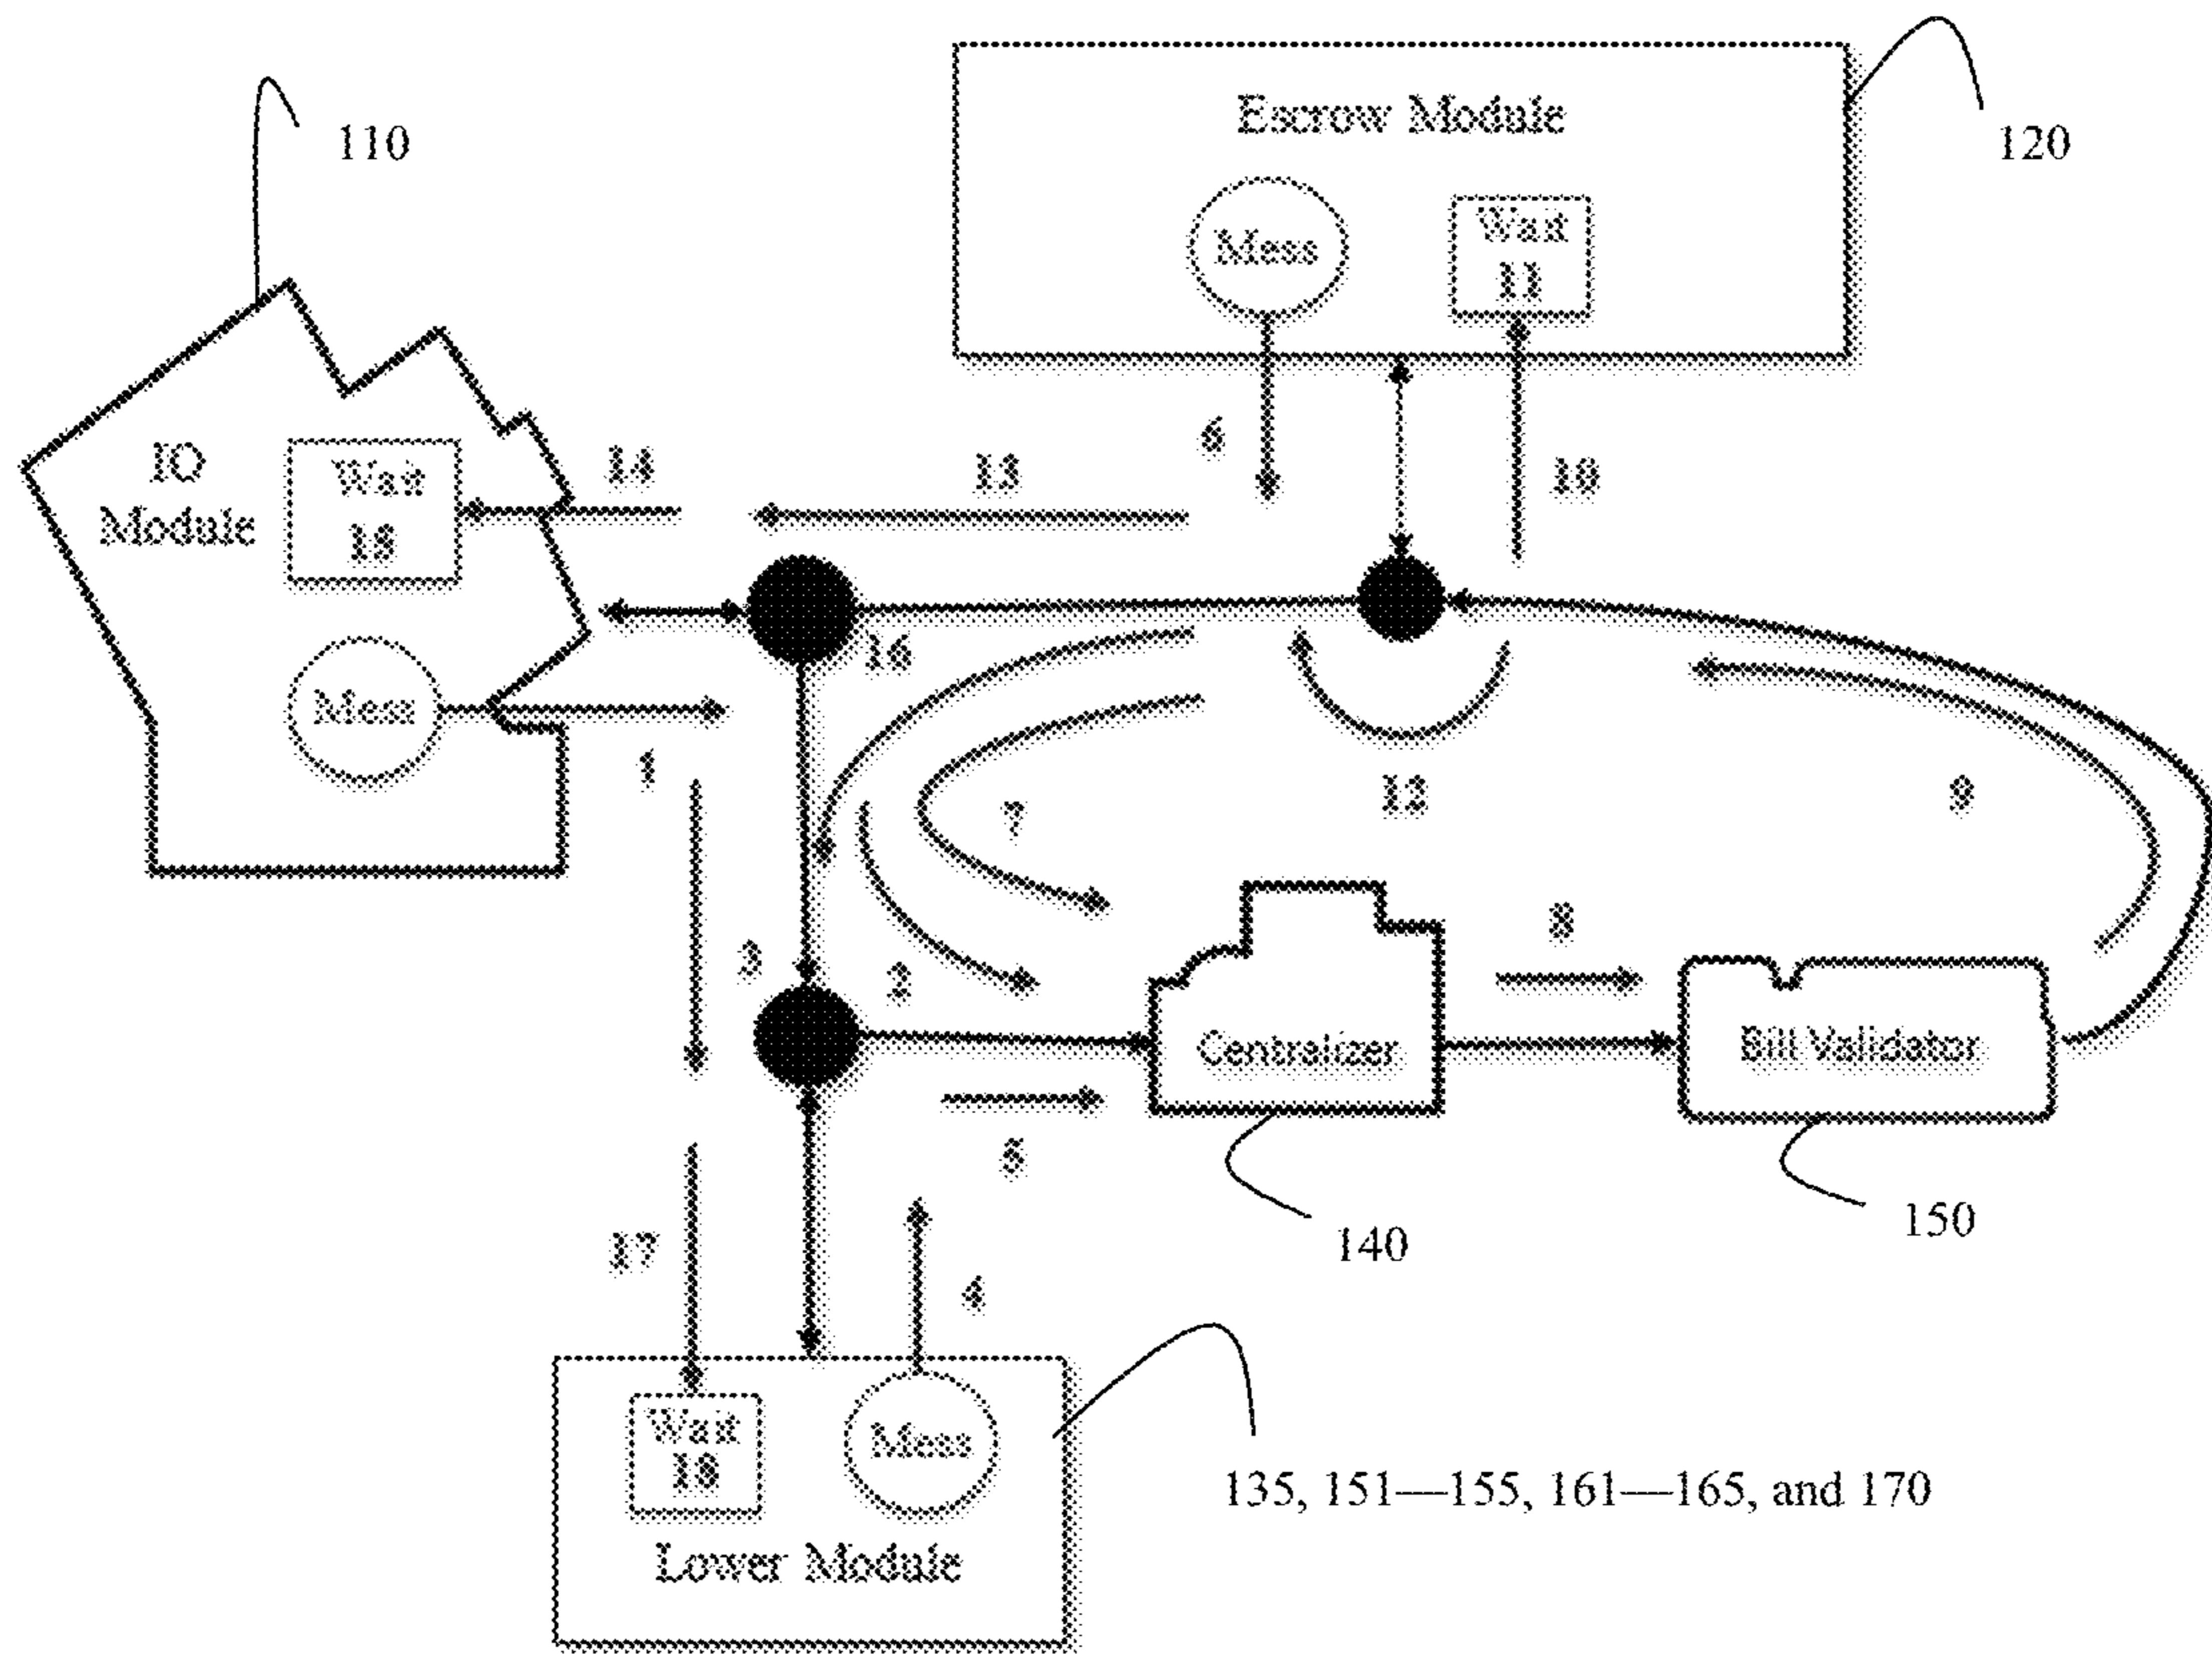 110
Escrow Module
120
Mess
Wait
11
IO
Module
Wait
18
14
13
6
10
16
Mess
1
7
12
9
3
2
8
Centralizer
Bill Validator
5
140
150
17
4
Wait
18
Mess
135, 151—155, 161—165, and 170
Lower Module